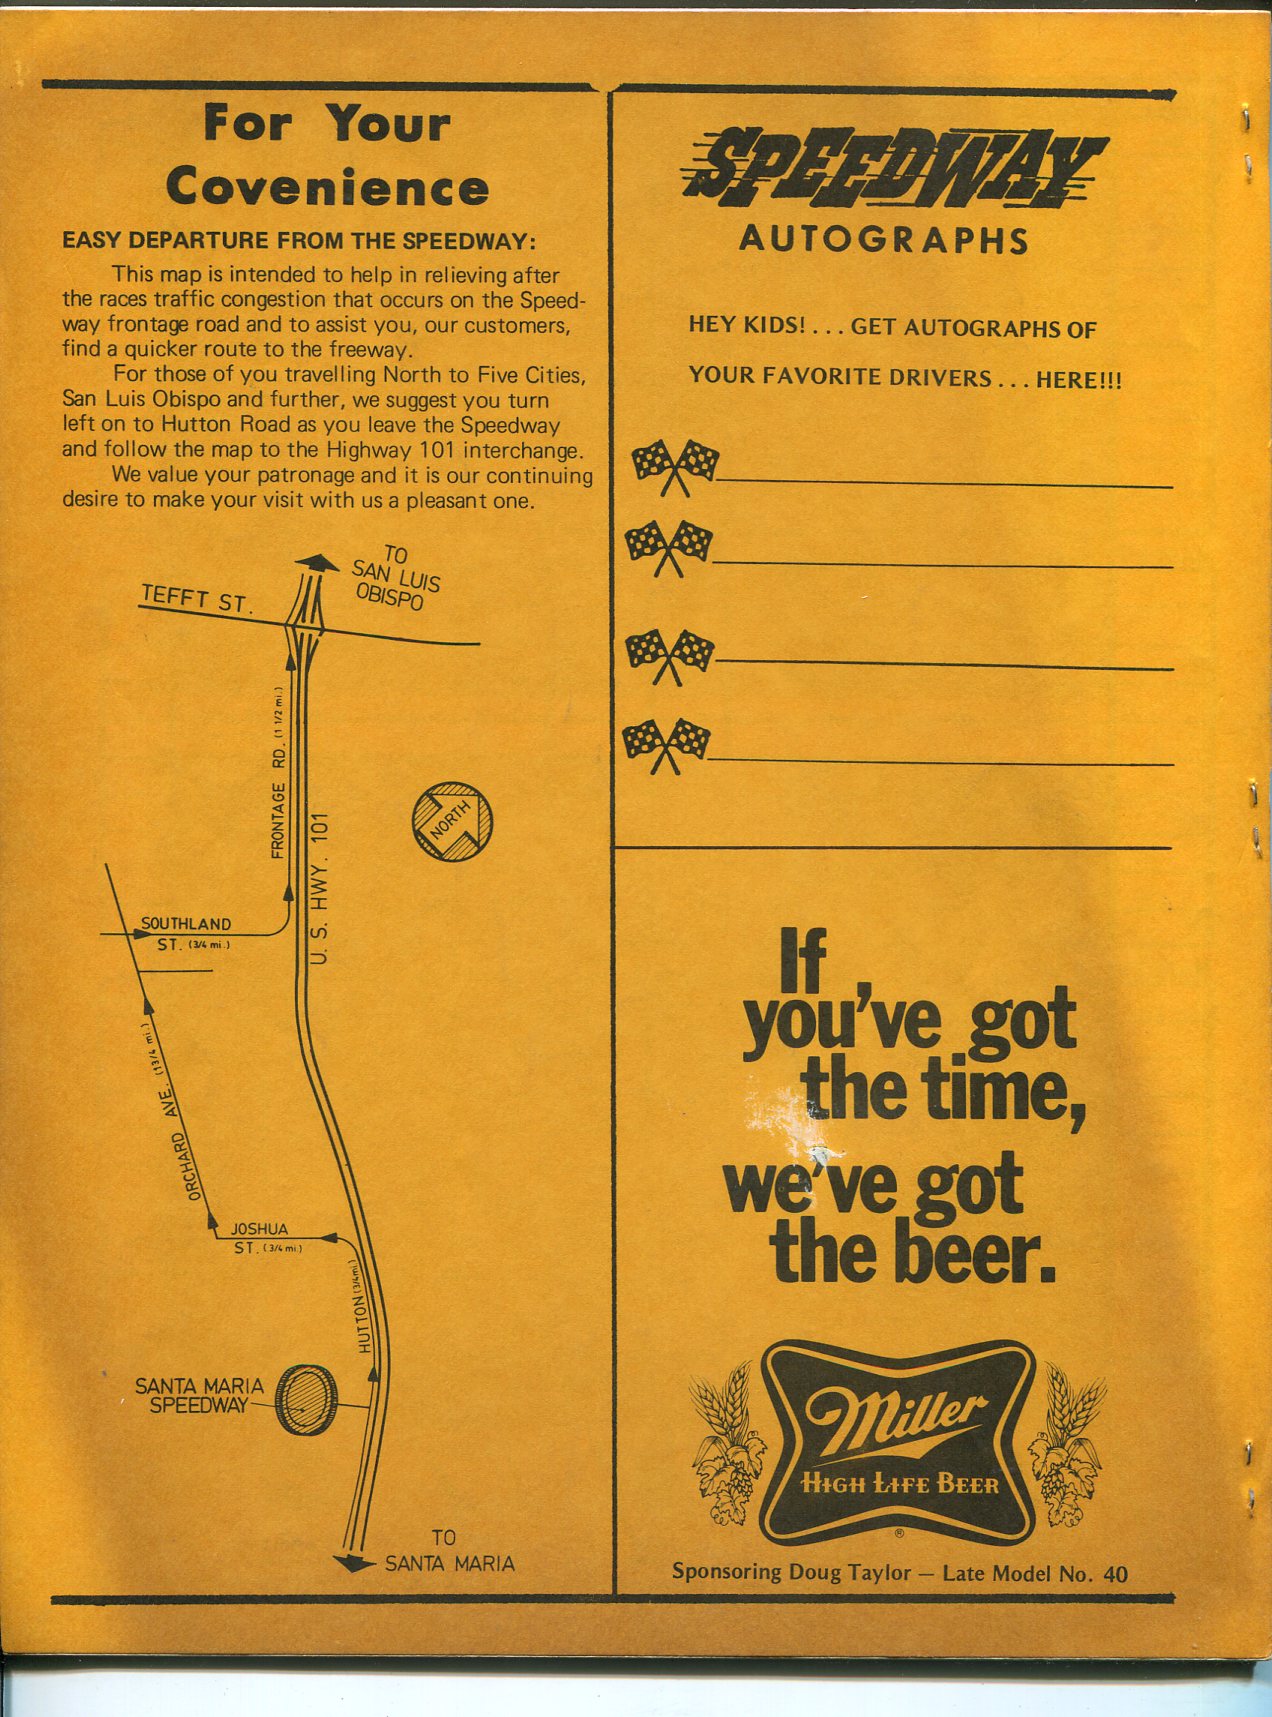 For Your
Covenience
EASY DEPARTURE FROM THE SPEEDWAY:
This map is intended to help in relieving after
the races traffic congestion that occurs on the Speed-
way frontage road and to assist you, our customers,
find a quicker route to the freeway.
For those of you travelling North to Five Cities,
San Luis Obispo and further, we suggest you turn
left on to Hutton Road as you leave the Speedway
and follow the map to the Highway 101 interchange.
We value your patronage and it is our continuing
desire to make your visit with us a pleasant one.
TO
SAN LUIS
OBISPO
TEFFT ST.
FRONTAGE RD. (1 1/2 mi.)
U.S. HWY. 101
NORTH
SOUTHLAND
ST. (3/4 mi.)
ORCHARD AVE. (1 3/4 mi.)
JOSHUA
ST. (3/4 mi.)
HUTTON (3/4 mi.)
SANTA MARIA
SPEEDWAY
TO
SANTA MARIA
SPEEDWAY
AUTOGRAPHS
HEY KIDS! . . . GET AUTOGRAPHS OF
YOUR FAVORITE DRIVERS . . . HERE!!!
If
you've got
the time,
we've got
the beer.
Miller
HIGH LIFE BEER
®
Sponsoring Doug Taylor — Late Model No. 40